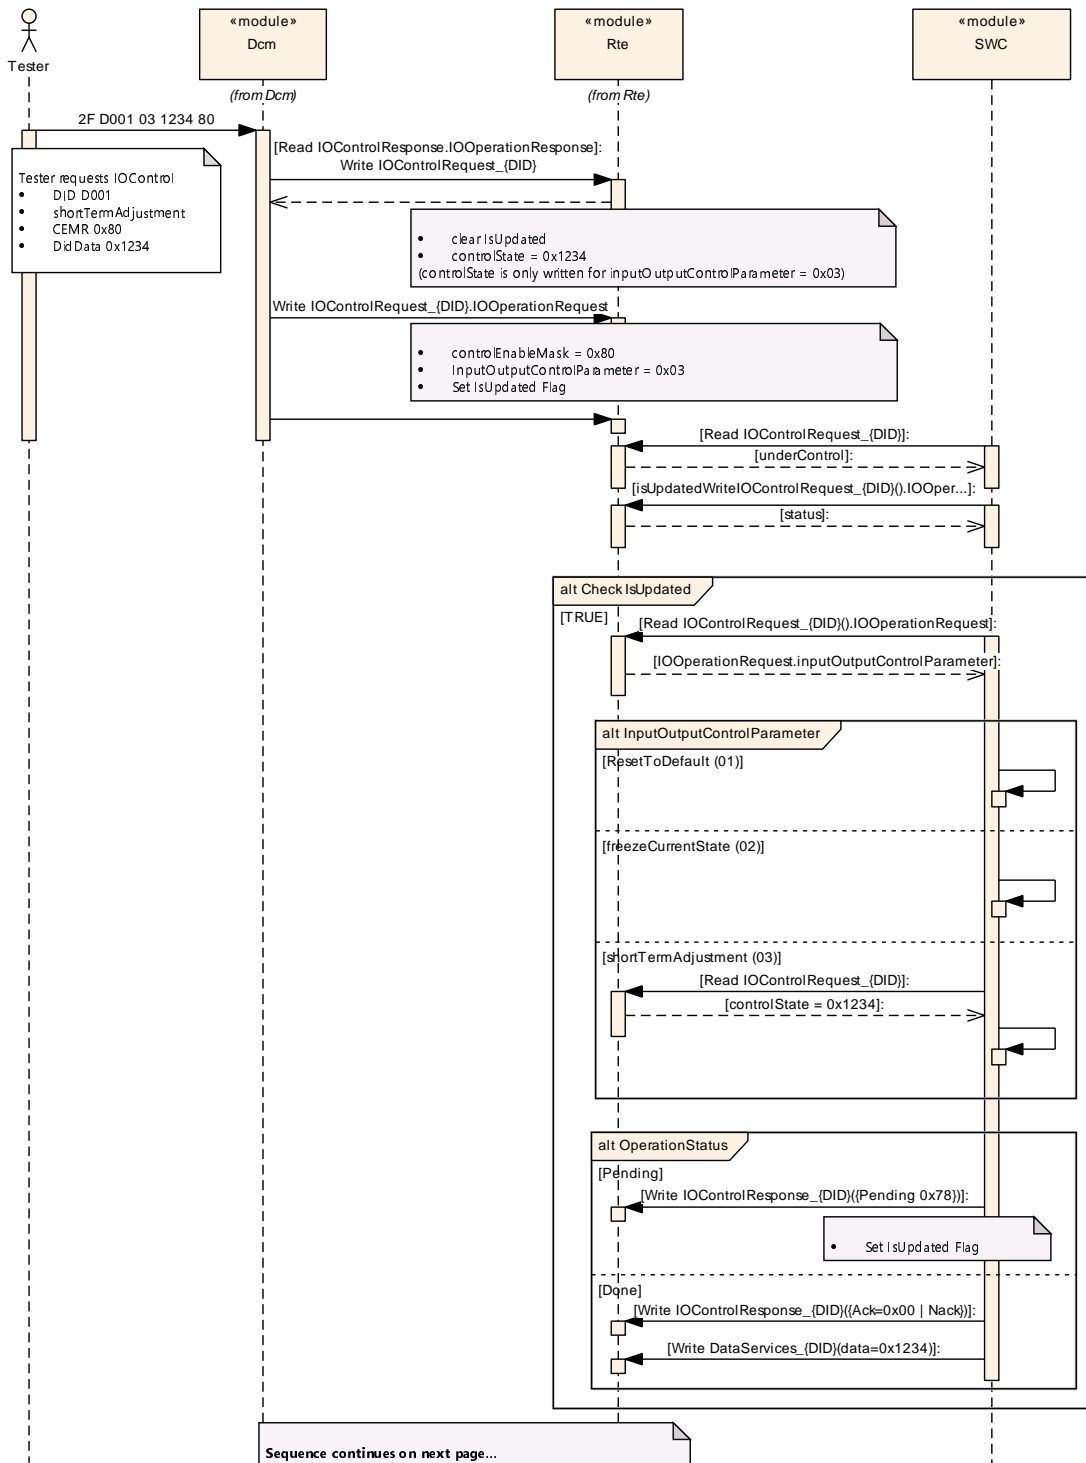 «module»
Dcm
«module»
Rte
«module»
SWC
Tester
(from Dcm)
(from Rte)
2F D001 03 1234 80
Tester requests IOControl
• DID D001
• shortTermAdjustment
• CEMR 0x80
• DidData 0x1234
[Read IOControlResponse.IOOperationResponse]:
Write IOControlRequest_{DID}
• clear IsUpdated
• controlState = 0x1234
(controlState is only written for inputOutputControlParameter = 0x03)
Write IOControlRequest_{DID}.IOOperationRequest
• controlEnableMask = 0x80
• InputOutputControlParameter = 0x03
• Set IsUpdated Flag
[Read IOControlRequest_{DID}]:
[underControl]:
[isUpdatedWriteIOControlRequest_{DID}().IOOper...]:
[status]:
alt Check IsUpdated
[TRUE]
[Read IOControlRequest_{DID}().IOOperationRequest]:
[IOOperationRequest.inputOutputControlParameter]:
alt InputOutputControlParameter
[ResetToDefault (01)]
[freezeCurrentState (02)]
[shortTermAdjustment (03)]
[Read IOControlRequest_{DID}]:
[controlState = 0x1234]:
alt OperationStatus
[Pending]
[Write IOControlResponse_{DID}({Pending 0x78})]:
• Set IsUpdated Flag
[Done]
[Write IOControlResponse_{DID}({Ack=0x00 | Nack})]:
[Write DataServices_{DID}(data=0x1234)]:
Sequence continues on next page...